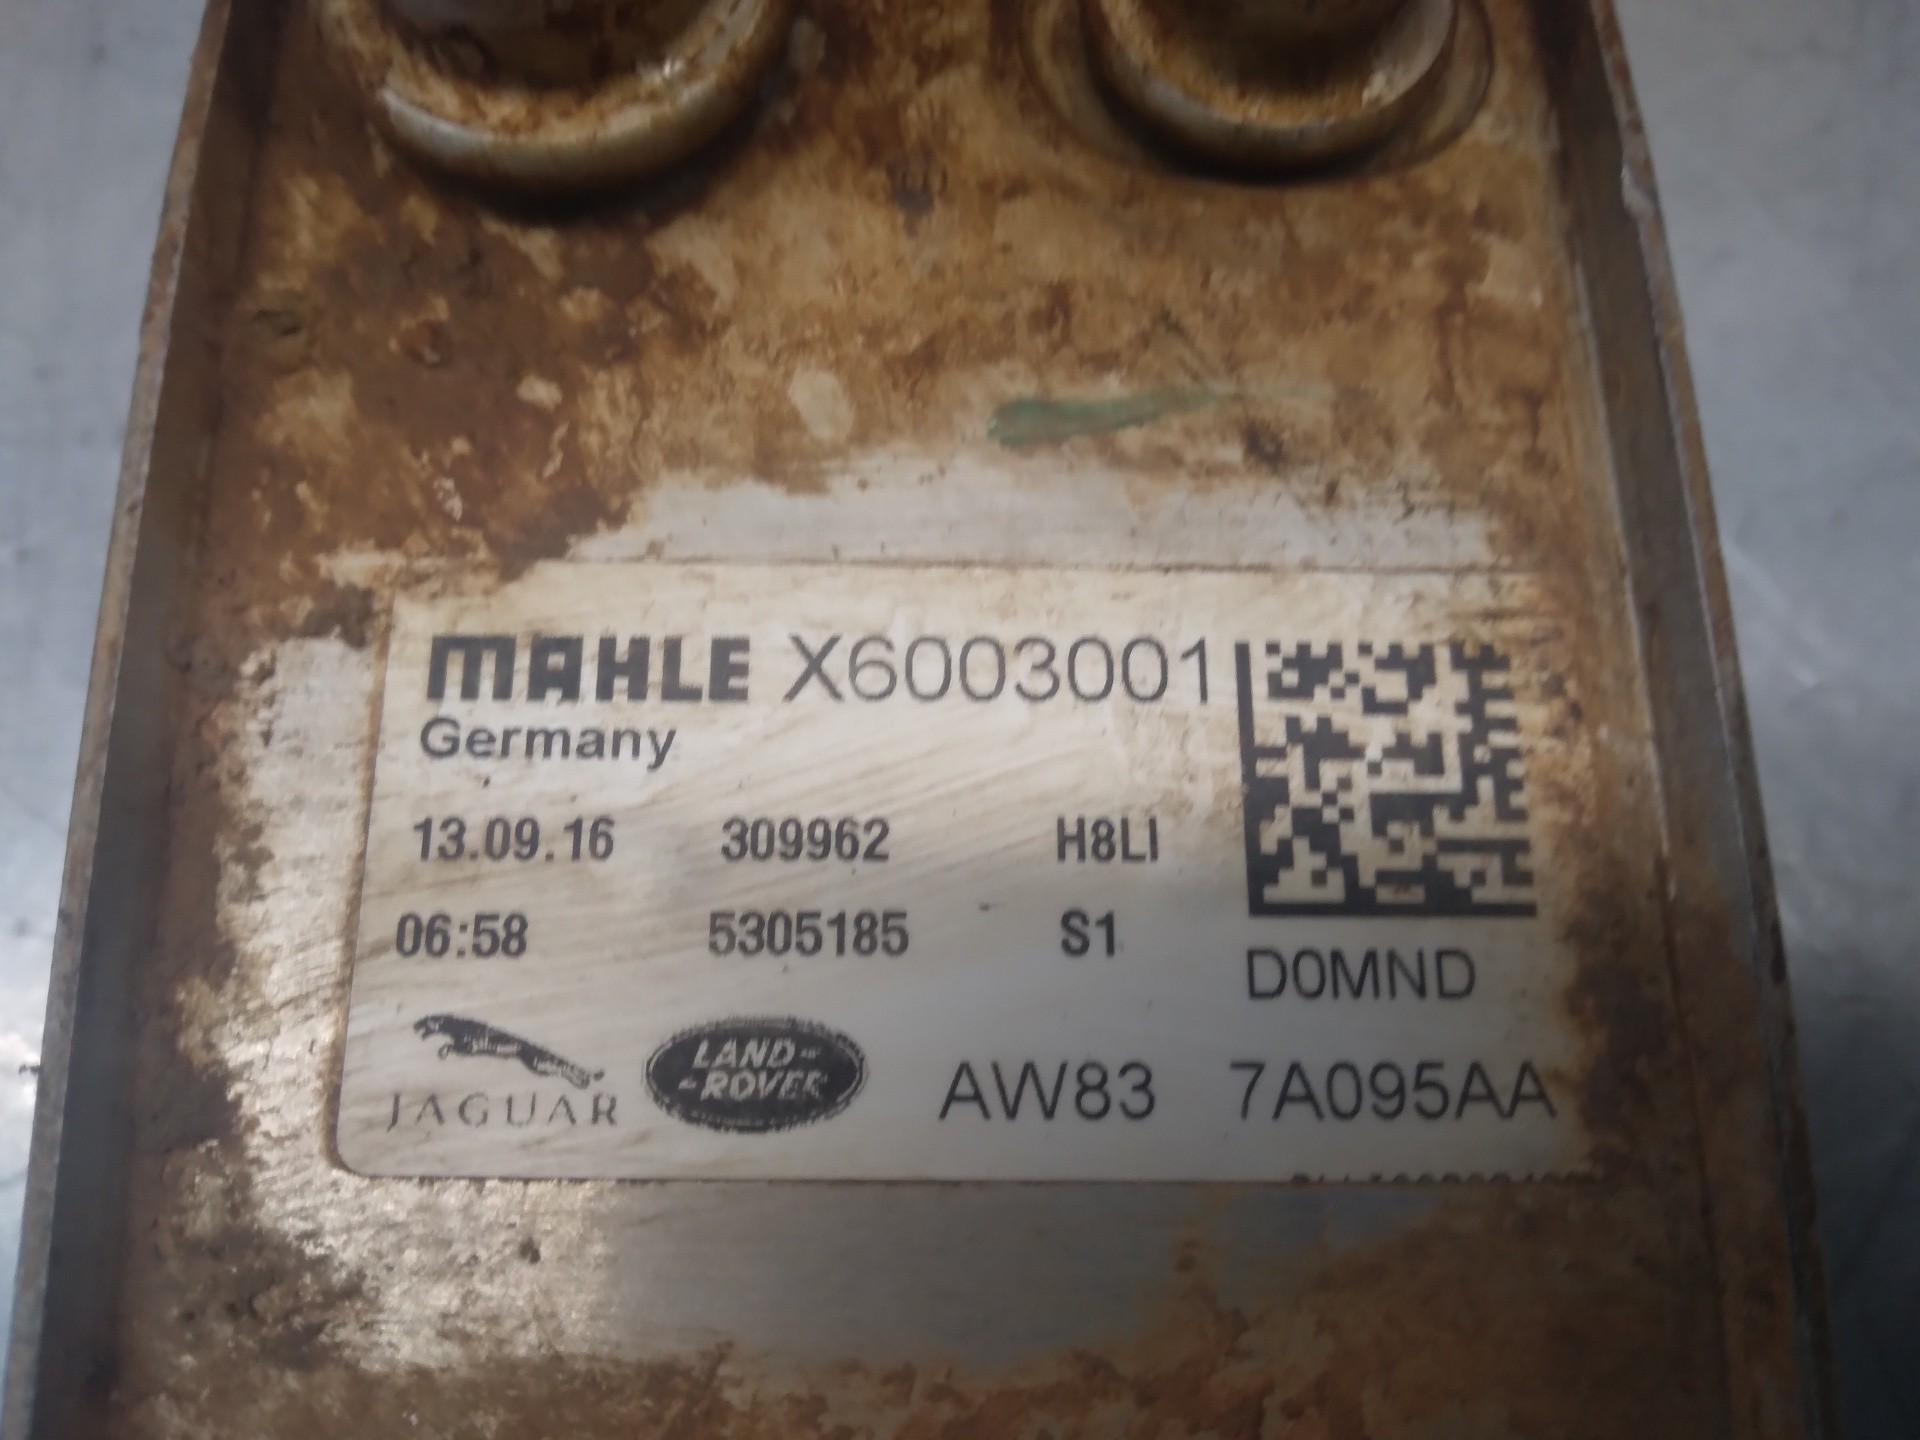 MAHLE X6003001
Germany
13.09.16 309962 H8LI
06:58 5305185 S1
D0MND
JAGUAR LAND-
-ROVER AW83 7A095AA